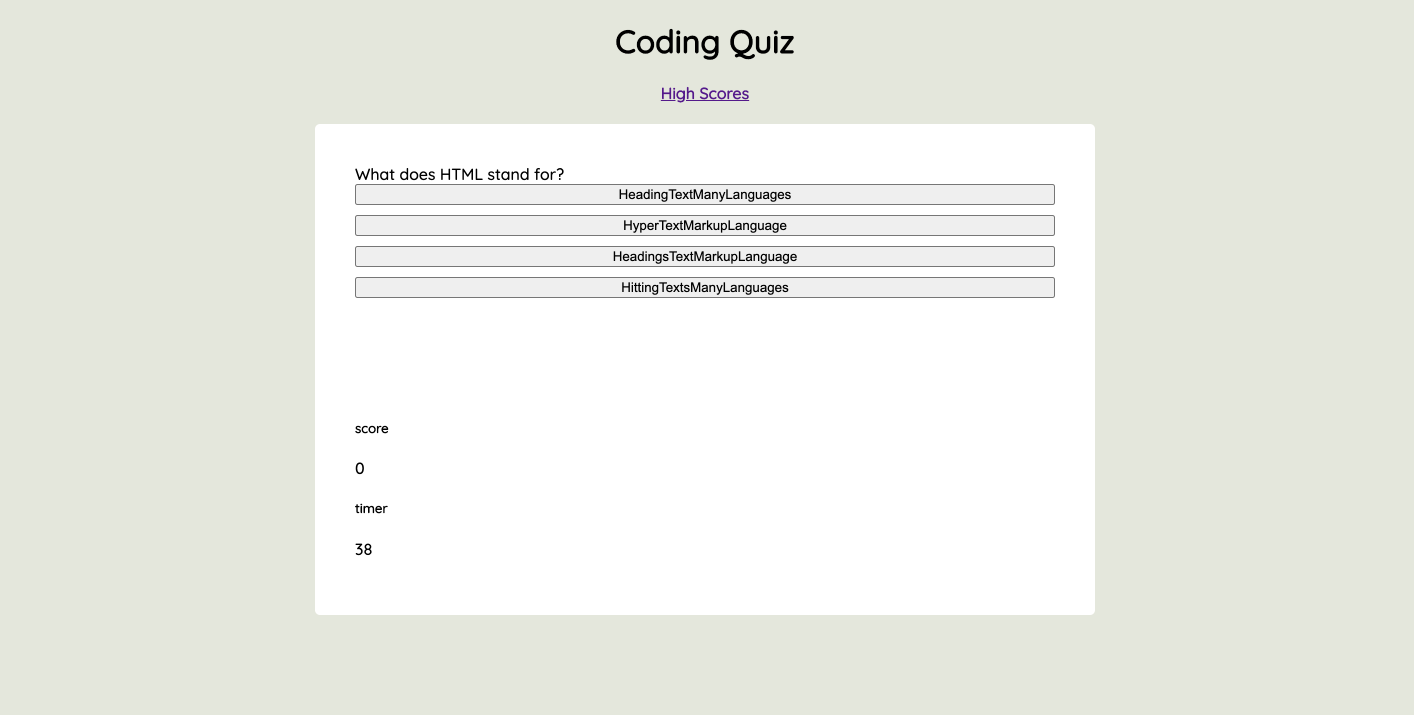 Coding Quiz
High Scores
What does HTML stand for?
HeadingTextManyLanguages
HyperTextMarkupLanguage
HeadingsTextMarkupLanguage
HittingTextsManyLanguages
score
0
timer
38